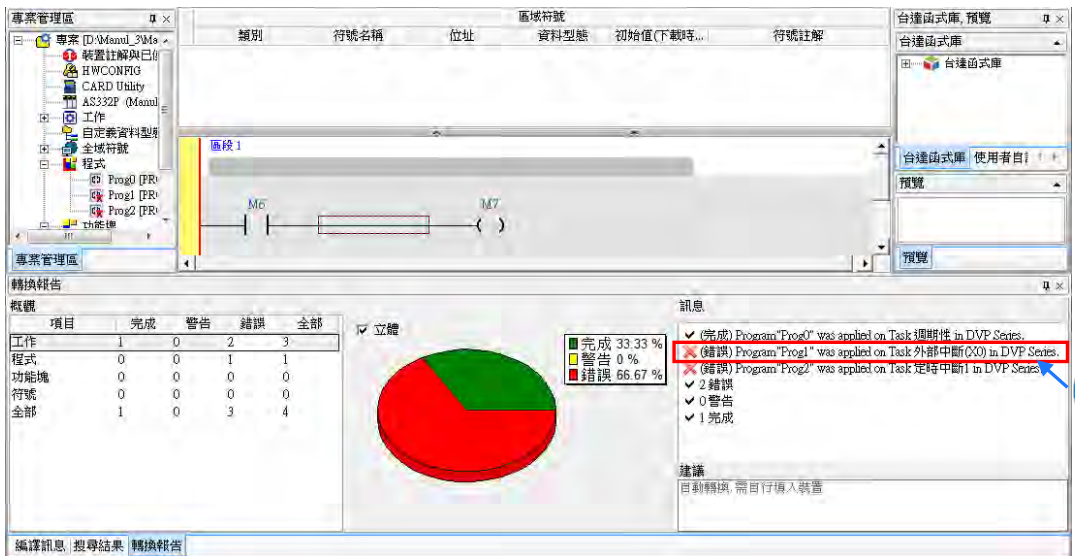 專案管理區
專案 [D:\Manul_3\Ma
裝置註解與已
HWCONFIG
CARD Utility
AS332P (Manul
工作
自定義資料型
全域符號
程式
Prog0 [PR
Prog1 [PR
Prog2 [PR
功能塊
專案管理區
區域符號
類別 符號名稱 位址 資料型態 初始值(下載時... 符號註解
區段 1
M6 M7
台達函式庫, 預覽
台達函式庫
台達函式庫
台達函式庫 使用者自
預覽
預覽
轉換報告
概觀
項目 完成 警告 錯誤 全部
工作 1 0 2 3
程式 0 0 1 1
功能塊 0 0 0 0
符號 0 0 0 0
全部 1 0 3 4
立體
完成 33.33 %
警告 0 %
錯誤 66.67 %
訊息
(完成) Program"Prog0" was applied on Task 週期性 in DVP Series.
(錯誤) Program"Prog1" was applied on Task 外部中斷(X0) in DVP Series.
(錯誤) Program"Prog2" was applied on Task 定時中斷1 in DVP Series.
2 錯誤
0 警告
1 完成
建議
自動轉換, 需自行填入裝置
編譯訊息 搜尋結果 轉換報告